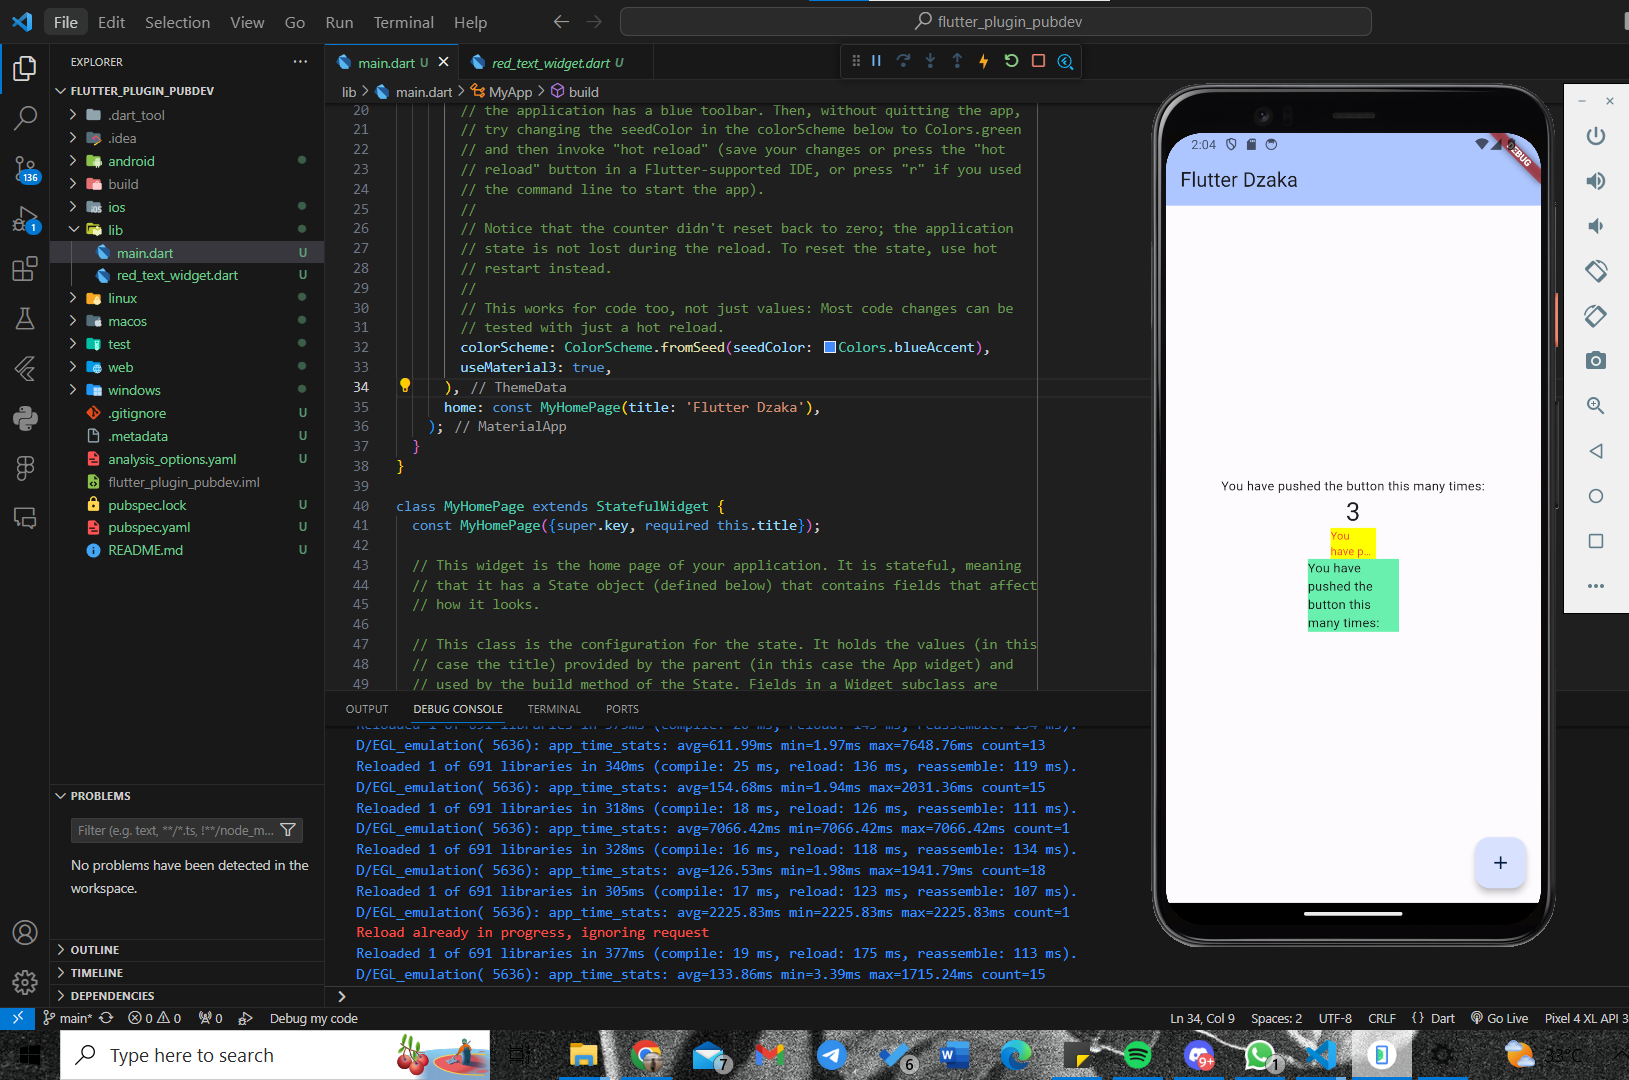 File Edit Selection View Go Run Terminal Help
flutter_plugin_pubdev
EXPLORER
main.dart U
red_text_widget.dart U
FLUTTER_PLUGIN_PUBDEV
lib > main.dart > MyApp > build
.dart_tool
.idea
android
build
ios
lib
main.dart U
red_text_widget.dart U
linux
macos
test
web
windows
.gitignore U
.metadata U
analysis_options.yaml U
flutter_plugin_pubdev.iml
pubspec.lock U
pubspec.yaml U
README.md U
136
1
20 // the application has a blue toolbar. Then, without quitting the app,
21 // try changing the seedColor in the colorScheme below to Colors.green
22 // and then invoke "hot reload" (save your changes or press the "hot
23 // reload" button in a Flutter-supported IDE, or press "r" if you used
24 // the command line to start the app).
25 //
26 // Notice that the counter didn't reset back to zero; the application
27 // state is not lost during the reload. To reset the state, use hot
28 // restart instead.
29 //
30 // This works for code too, not just values: Most code changes can be
31 // tested with just a hot reload.
32 colorScheme: ColorScheme.fromSeed(seedColor: Colors.blueAccent),
33 useMaterial3: true,
34 ), // ThemeData
35 home: const MyHomePage(title: 'Flutter Dzaka'),
36 ); // MaterialApp
37 }
38 }
39
40 class MyHomePage extends StatefulWidget {
41 const MyHomePage({super.key, required this.title});
42
43 // This widget is the home page of your application. It is stateful, meaning
44 // that it has a State object (defined below) that contains fields that affect
45 // how it looks.
46
47 // This class is the configuration for the state. It holds the values (in this
48 // case the title) provided by the parent (in this case the App widget) and
49 // used by the build method of the State. Fields in a Widget subclass are
2:04
DEBUG
Flutter Dzaka
You have pushed the button this many times:
3
You
have p...
You have
pushed the
button this
many times:
+
PROBLEMS
Filter (e.g. text, **/*.ts, !**/node_m...
No problems have been detected in the
workspace.
OUTLINE
TIMELINE
DEPENDENCIES
OUTPUT DEBUG CONSOLE TERMINAL PORTS
D/EGL_emulation( 5636): app_time_stats: avg=611.99ms min=1.97ms max=7648.76ms count=13
Reloaded 1 of 691 libraries in 340ms (compile: 25 ms, reload: 136 ms, reassemble: 119 ms).
D/EGL_emulation( 5636): app_time_stats: avg=154.68ms min=1.94ms max=2031.36ms count=15
Reloaded 1 of 691 libraries in 318ms (compile: 18 ms, reload: 126 ms, reassemble: 111 ms).
D/EGL_emulation( 5636): app_time_stats: avg=7066.42ms min=7066.42ms max=7066.42ms count=1
Reloaded 1 of 691 libraries in 328ms (compile: 16 ms, reload: 118 ms, reassemble: 134 ms).
D/EGL_emulation( 5636): app_time_stats: avg=126.53ms min=1.98ms max=1941.79ms count=18
Reloaded 1 of 691 libraries in 305ms (compile: 17 ms, reload: 123 ms, reassemble: 107 ms).
D/EGL_emulation( 5636): app_time_stats: avg=2225.83ms min=2225.83ms max=2225.83ms count=1
Reload already in progress, ignoring request
Reloaded 1 of 691 libraries in 377ms (compile: 19 ms, reload: 175 ms, reassemble: 113 ms).
D/EGL_emulation( 5636): app_time_stats: avg=133.86ms min=3.39ms max=1715.24ms count=15
main* 0 0 0 Debug my code
Ln 34, Col 9 Spaces: 2 UTF-8 CRLF {} Dart Go Live Pixel 4 XL API 3
Type here to search
7
6
9+
1
33°C